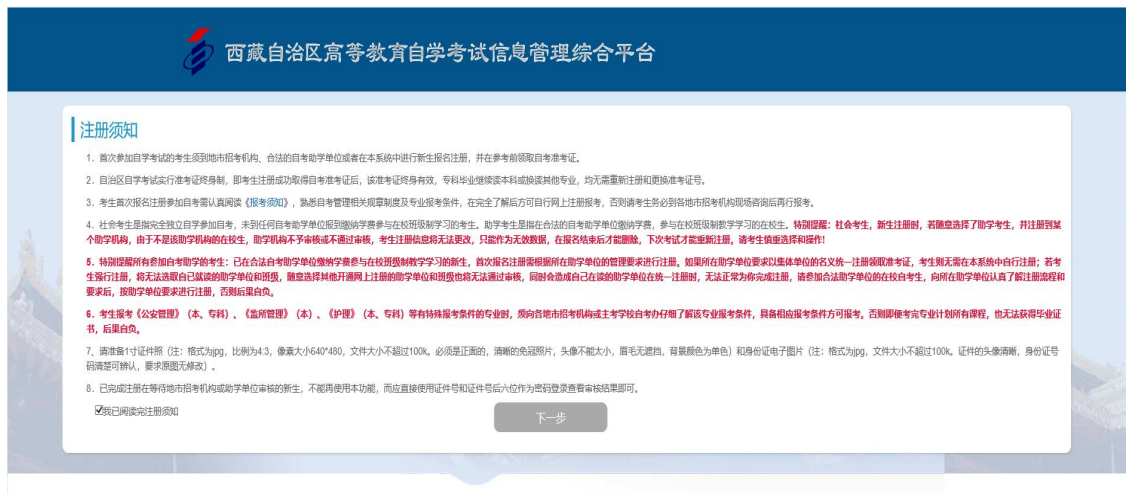 西藏自治区高等教育自学考试信息管理综合平台
注册须知
1、首次参加自学考试的考生须到地市招考机构、合法的自考助学单位或者在本系统中进行新生报名注册，并在参考前领取自考准考证。
2、自治区自学考试实行准考证终身制，即考生注册成功取得自考准考证后，该准考证终身有效，专科毕业继续读本科或换读其他专业，均无需重新注册和更换准考证号。
3、考生首次报名注册参加自考需认真阅读《报考须知》，熟悉自考管理相关规章制度及专业报考条件，在完全了解后方可自行网上注册报考，否则请考生务必到各地市招考机构现场咨询后再行报考。
4、社会考生是指完全独立自学参加自考，未到任何自考助学单位报到缴纳学费参与在校班级制学习的考生。助学考生是指在合法的自考助学单位缴纳学费，参与在校班级制教学学习的在校生。特别提醒：社会考生，新生注册时，若随意选择了助学考生，并注册到某
个助学机构，由于不是该助学机构的在校生，助学机构不予审核或不通过审核，考生注册信息将无法更改，只能作为无效数据，在报名结束后才能删除，下次考试才能重新注册，请考生慎重选择和操作!
5、特别提醒所有参加自考助学的考生：已在合法自考助学单位缴纳学费参与在校班级制教学学习的新生，首次报名注册需根据所在助学单位的管理要求进行注册。如果所在助学单位要求以集体单位的名义统一注册领取准考证，考生则无需在本系统中自行注册；若考
生强行注册，将无法选取自已就读的助学单位和班级，随意选择其他开通网上注册的助学单位和班级也将无法通过审核，同时会造成自己在读的助学单位在统一注册时，无法正常为你完成注册，请参加合法助学单位的在校自考生，向所在助学单位认真了解注册流程和
要求后，按助学单位要求进行注册，否则后果自负。
6、考生报考《公安管理》（本、专科）、《监所管理》（本）、《护理》（本、专科）等有特殊报考条件的专业时，须向各地市招考机构或主考学校自考办仔细了解该专业报考条件，具备相应报考条件方可报考。否则即便考完专业计划所有课程，也无法获得毕业证
书，后果自负。
7、请准备1寸证件照（注：格式为jpg，比例为4:3，像素大小640*480，文件大小不超过100k。必须是正面的，清晰的免冠照片，头像不能太小，眉毛无遮挡，背景颜色为单色）和身份证电子图片（注：格式为jpg，文件大小不超过100k。证件的头像清晰，身份证号
码清楚可辨认，要求原图无修改）。
8、已完成注册在等待地市招考机构或助学单位审核的新生，不能再使用本功能，而应直接使用证件号和证件号后六位作为密码登录查看审核结果即可。
我已阅读完注册须知
下一步